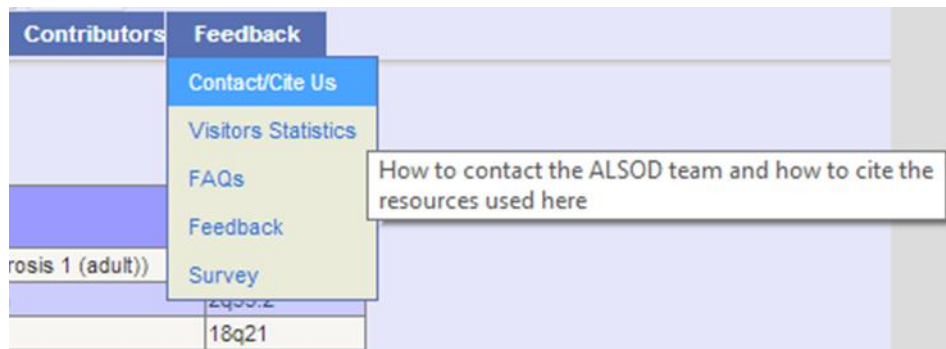 Contributors Feedback
Contact/Cite Us
Visitors Statistics
FAQs
How to contact the ALSOD team and how to cite the
resources used here
Feedback
rosis 1 (adult))
Survey
18q21